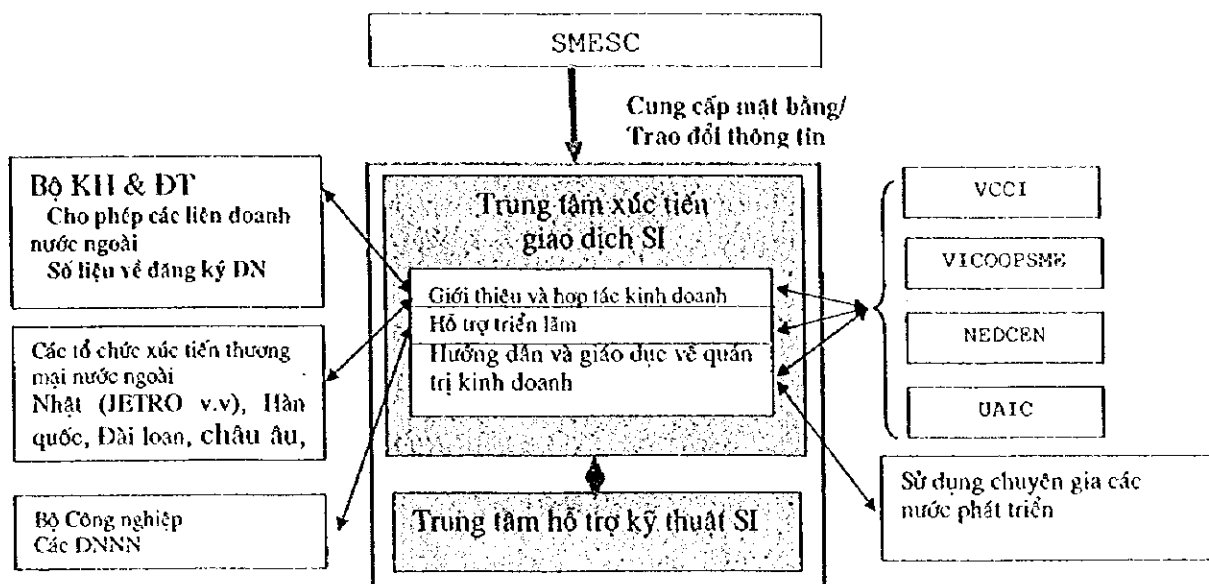 SMESC
Cung cấp mặt bằng/
Trao đổi thông tin
Bộ KH & ĐT
Cho phép các liên doanh
nước ngoài
Số liệu về đăng ký DN
Các tổ chức xúc tiến thương
mại nước ngoài
Nhật (JETRO v.v), Hàn
quốc, Đài loan, châu âu,
Bộ Công nghiệp
Các DNNN
Trung tâm xúc tiến
giao dịch SI
Giới thiệu và hợp tác kinh doanh
Hỗ trợ triển lãm
Hướng dẫn và giáo dục về quản
trị kinh doanh
Trung tâm hỗ trợ kỹ thuật SI
VCCI
VICOOPSME
NEDCEN
UAIC
Sử dụng chuyên gia các
nước phát triển